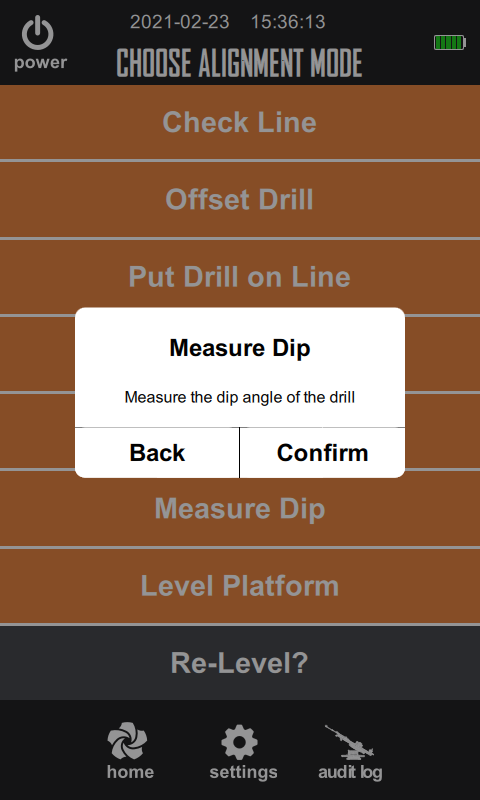 2021-02-23 15:36:13
power
CHOOSE ALIGNMENT MODE
Check Line
Offset Drill
Put Drill on Line
Measure Dip
Measure the dip angle of the drill
Back Confirm
Measure Dip
Level Platform
Re-Level?
home settings audit log